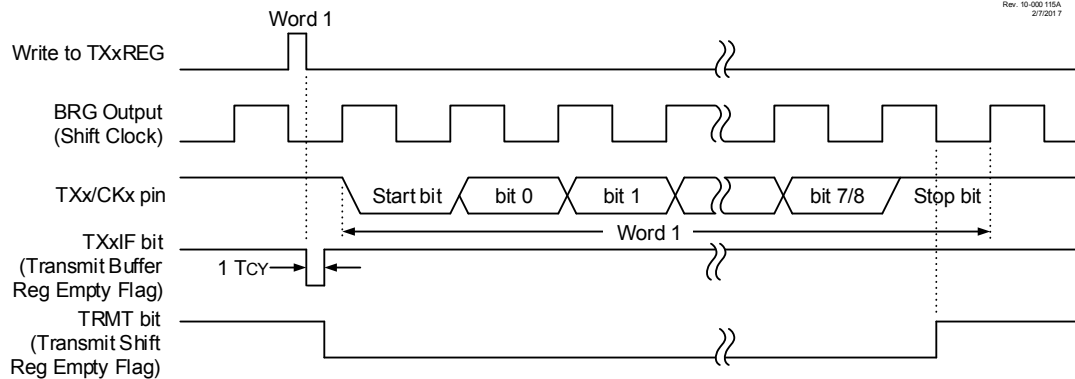 Rev. 10-000 115A
2/7/201 7
Word 1
Write to TXxREG
BRG Output
(Shift Clock)
TXx/CKx pin
Start bit
bit 0
bit 1
bit 7/8
Stop bit
Word 1
TXxIF bit
(Transmit Buffer
Reg Empty Flag)
1 TCY
TRMT bit
(Transmit Shift
Reg Empty Flag)